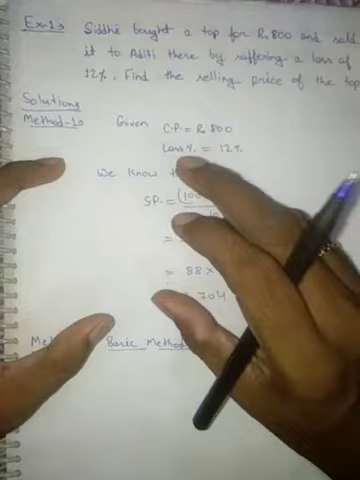 Ex-1:
Siddhi bought a top for Rs 800 and sold
it to Aditi there by suffering a loss of
12%. Find the selling price of the top
Solution:
Method-1:
Given C.P. = Rs 800
Loss% = 12%
We know
S.P. = (100
=
= 88 ×
704
Basic Method